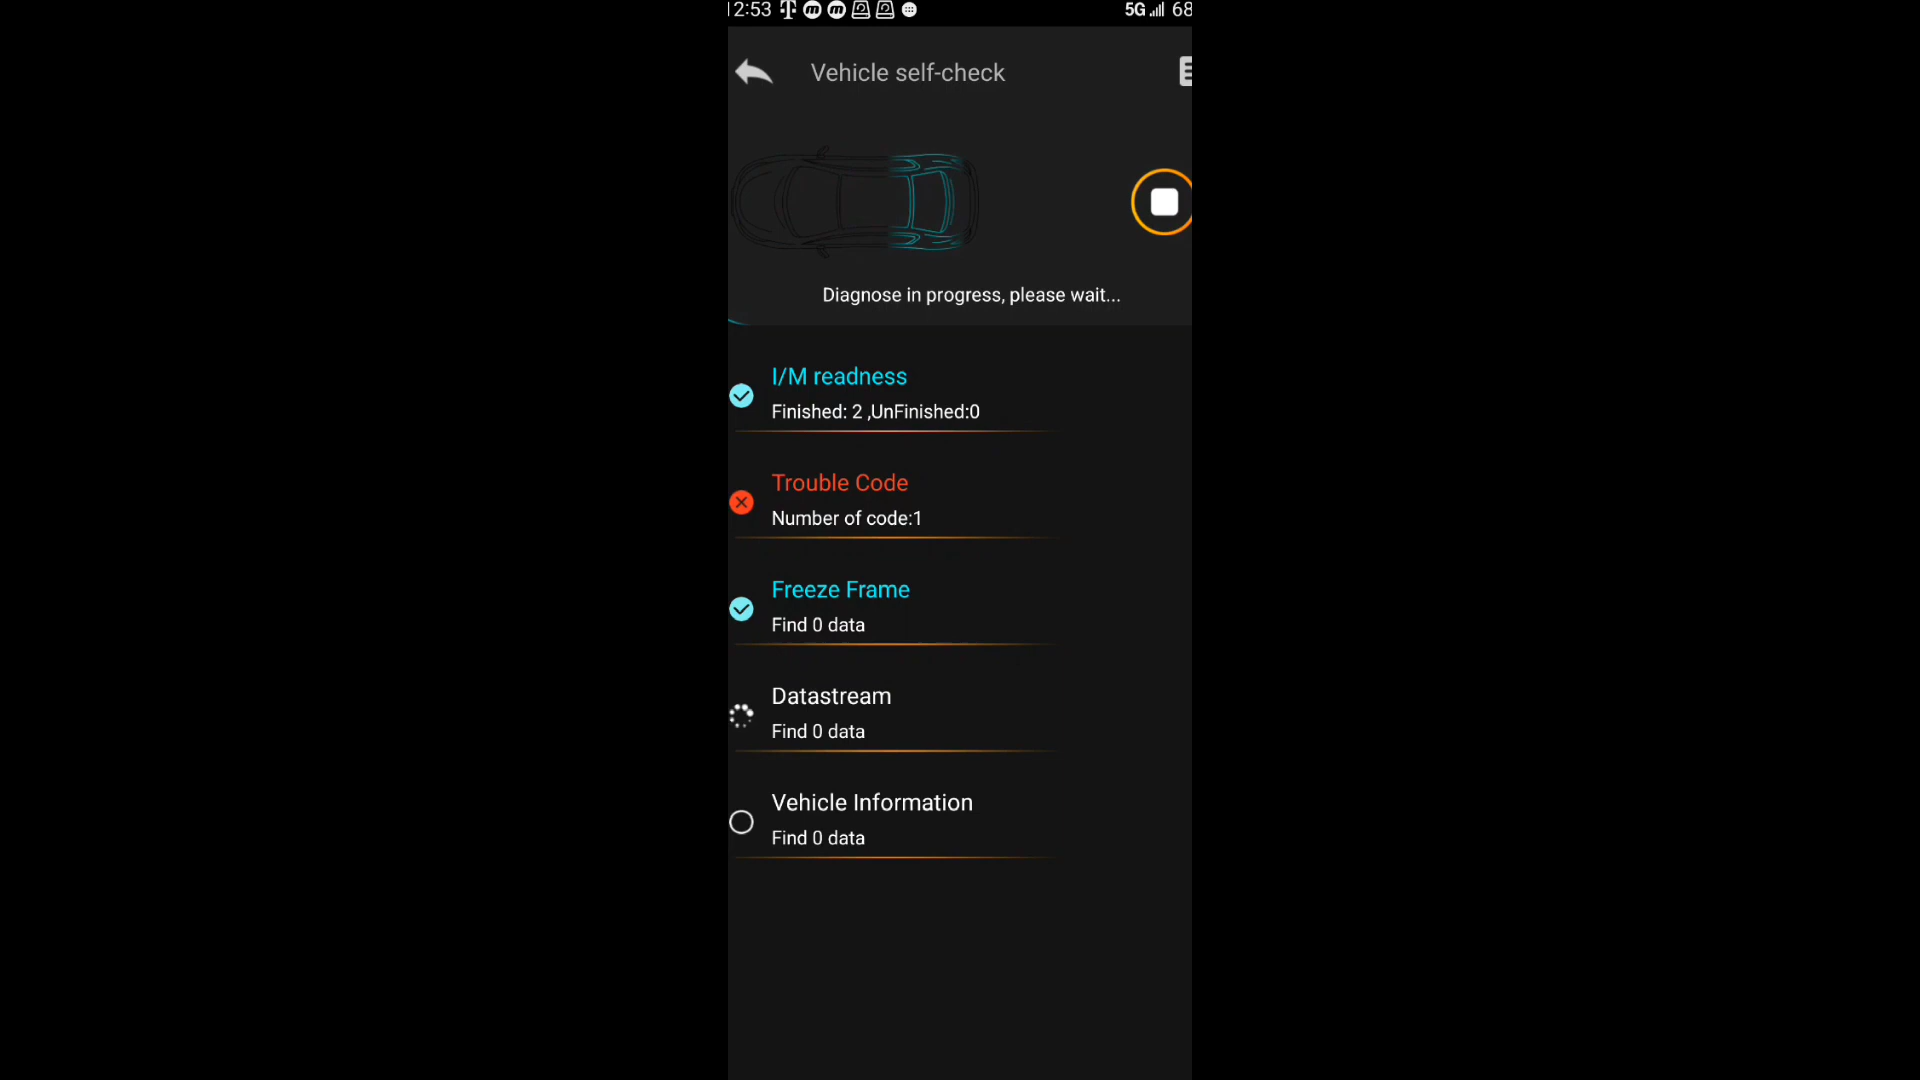 12:53 5G 68
Vehicle self-check
Diagnose in progress, please wait...
I/M readness
Finished: 2 ,UnFinished:0
Trouble Code
Number of code:1
Freeze Frame
Find 0 data
Datastream
Find 0 data
Vehicle Information
Find 0 data